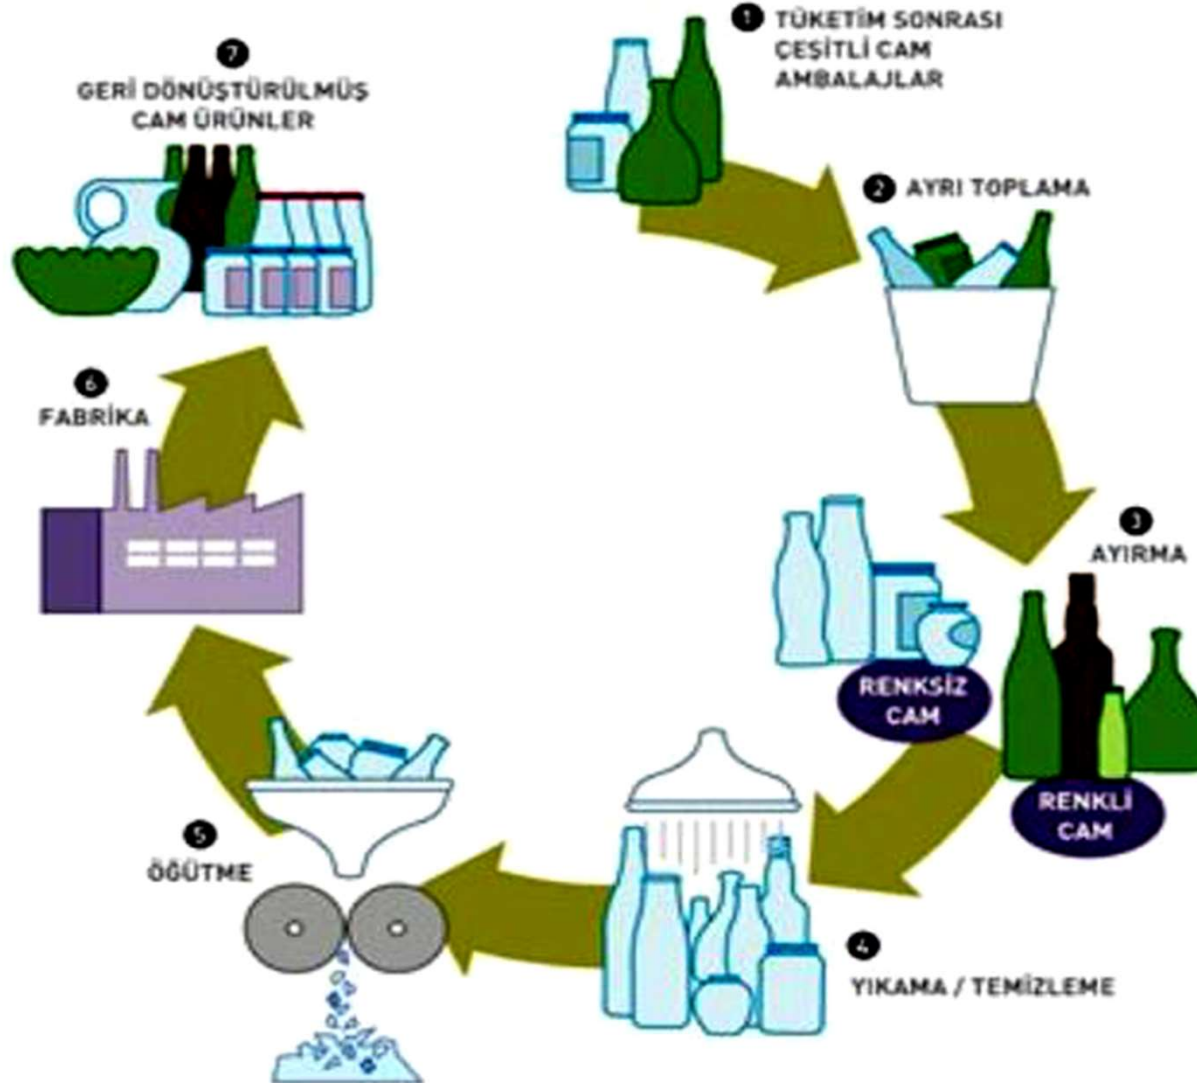 1 TÜKETİM SONRASI
ÇEŞİTLİ CAM
AMBALAJLAR
2 AYRI TOPLAMA
3
AYIRMA
RENKSİZ
CAM
RENKLİ
CAM
4
YIKAMA / TEMİZLEME
5
ÖĞÜTME
6
FABRİKA
7
GERİ DÖNÜŞTÜRÜLMÜŞ
CAM ÜRÜNLER